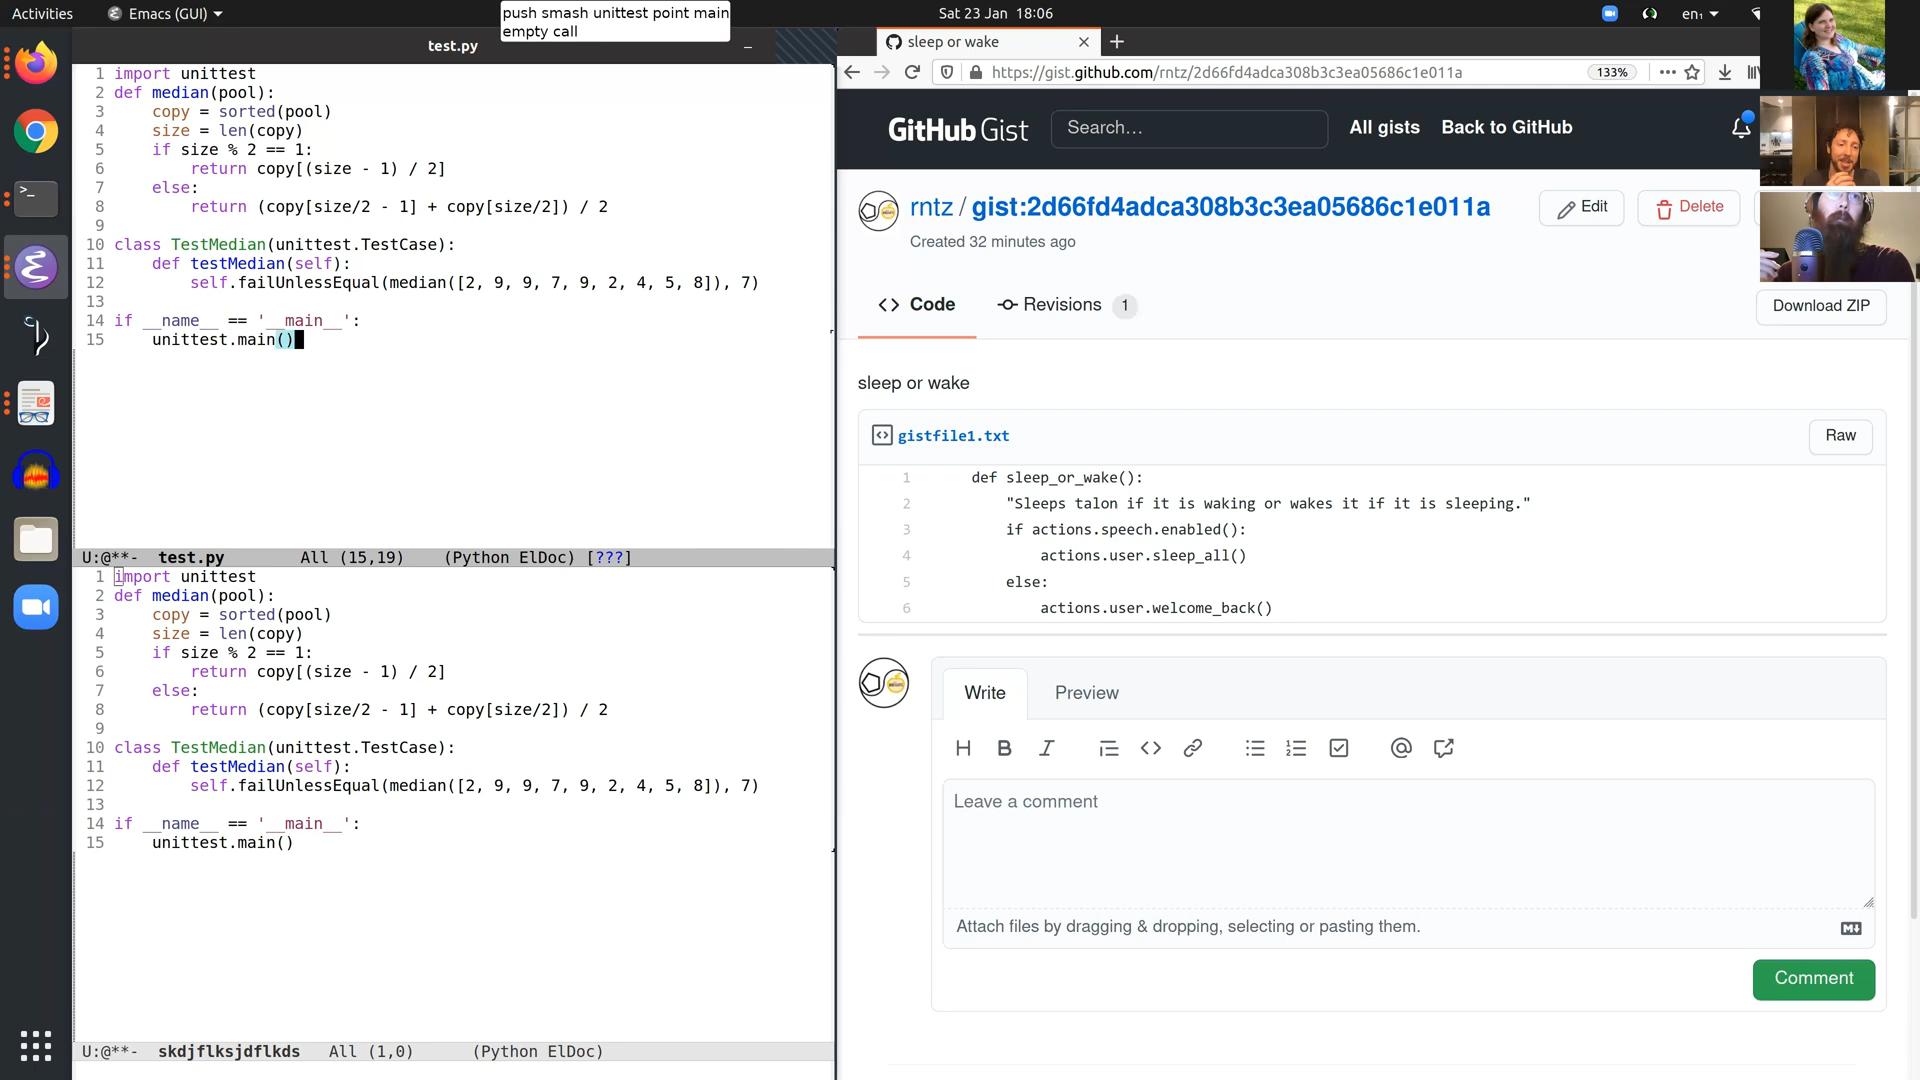 Activities
Emacs (GUI)
push smash unittest point main
empty call
Sat 23 Jan 18:06
en₁
test.py
1 import unittest
2 def median(pool):
3     copy = sorted(pool)
4     size = len(copy)
5     if size % 2 == 1:
6         return copy[(size - 1) / 2]
7     else:
8         return (copy[size/2 - 1] + copy[size/2]) / 2
9
10 class TestMedian(unittest.TestCase):
11     def testMedian(self):
12         self.failUnlessEqual(median([2, 9, 9, 7, 9, 2, 4, 5, 8]), 7)
13
14 if __name__ == '__main__':
15     unittest.main()
U:@**-  test.py        All (15,19)    (Python ElDoc) [???]
1 import unittest
2 def median(pool):
3     copy = sorted(pool)
4     size = len(copy)
5     if size % 2 == 1:
6         return copy[(size - 1) / 2]
7     else:
8         return (copy[size/2 - 1] + copy[size/2]) / 2
9
10 class TestMedian(unittest.TestCase):
11     def testMedian(self):
12         self.failUnlessEqual(median([2, 9, 9, 7, 9, 2, 4, 5, 8]), 7)
13
14 if __name__ == '__main__':
15     unittest.main()
U:@**-  skdjflksjdflkds   All (1,0)      (Python ElDoc)
sleep or wake
https://gist.github.com/rntz/2d66fd4adca308b3c3ea05686c1e011a
133%
GitHub Gist
Search…
All gists
Back to GitHub
rntz / gist:2d66fd4adca308b3c3ea05686c1e011a
Created 32 minutes ago
Edit
Delete
Code
Revisions 1
Download ZIP
sleep or wake
gistfile1.txt
Raw
1 def sleep_or_wake():
2     "Sleeps talon if it is waking or wakes it if it is sleeping."
3     if actions.speech.enabled():
4         actions.user.sleep_all()
5     else:
6         actions.user.welcome_back()
Write
Preview
Leave a comment
Attach files by dragging & dropping, selecting or pasting them.
Comment